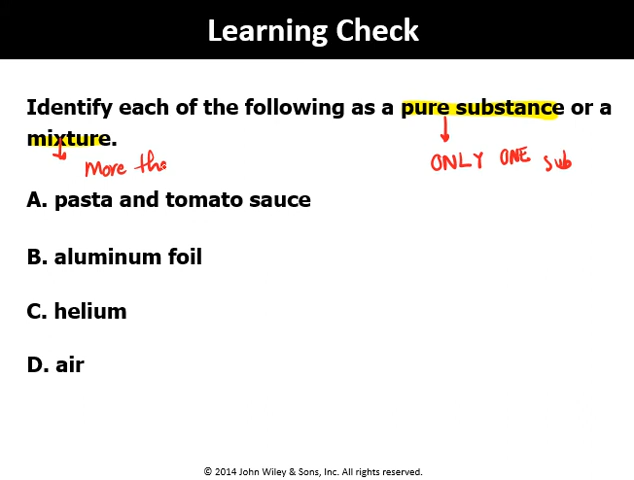 Learning Check
Identify each of the following as a pure substance or a
mixture.
More tha
ONLY ONE sub
A. pasta and tomato sauce
B. aluminum foil
C. helium
D. air
© 2014 John Wiley & Sons, Inc. All rights reserved.